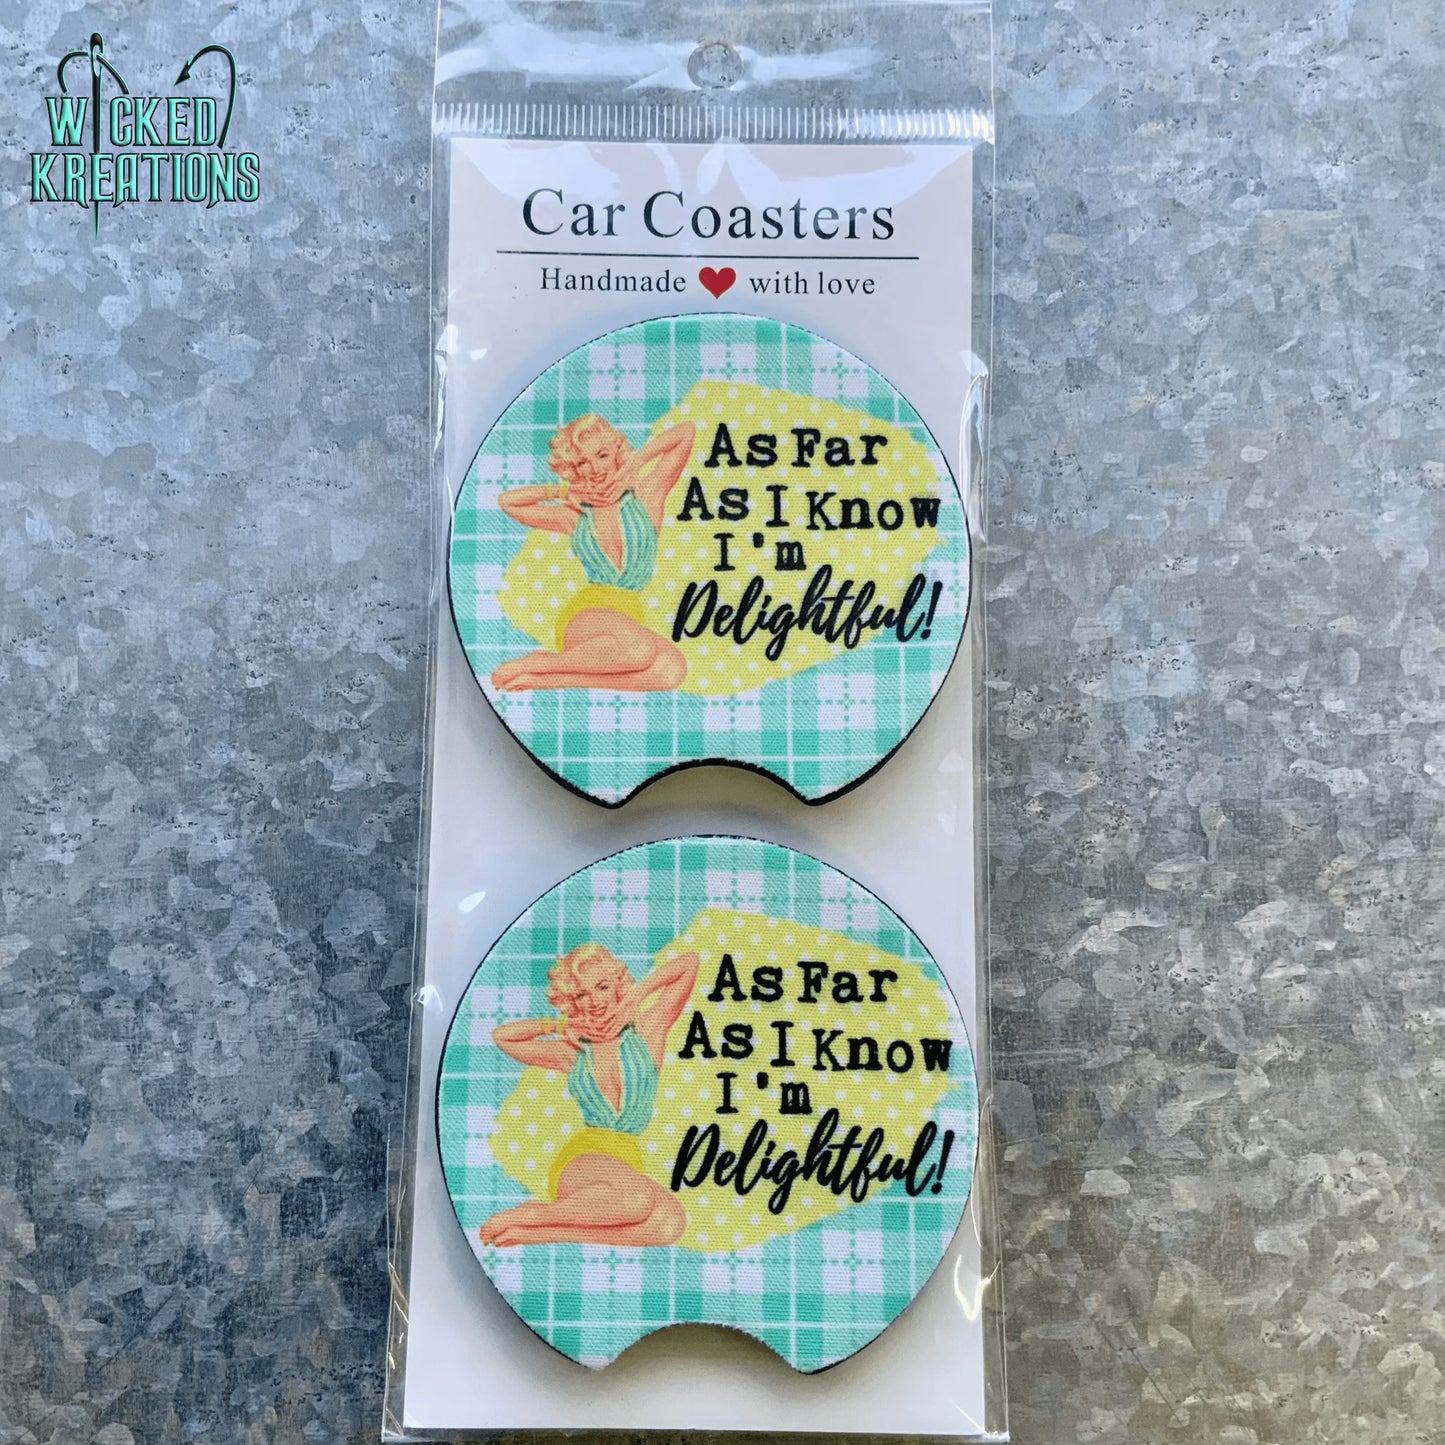 WICKED
KREATIONS
Car Coasters
Handmade ❤ with love
As Far
As I Know
I'm
Delightful!
As Far
As I Know
I'm
Delightful!